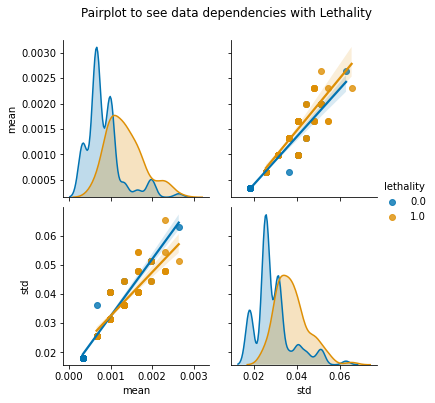 Pairplot to see data dependencies with Lethality
0.0030
0.0025
0.0020
0.0015
0.0010
0.0005
mean
lethality
0.0
1.0
0.06
0.05
0.04
0.03
0.02
std
0.000 0.001 0.002 0.003
mean
0.02 0.04 0.06
std